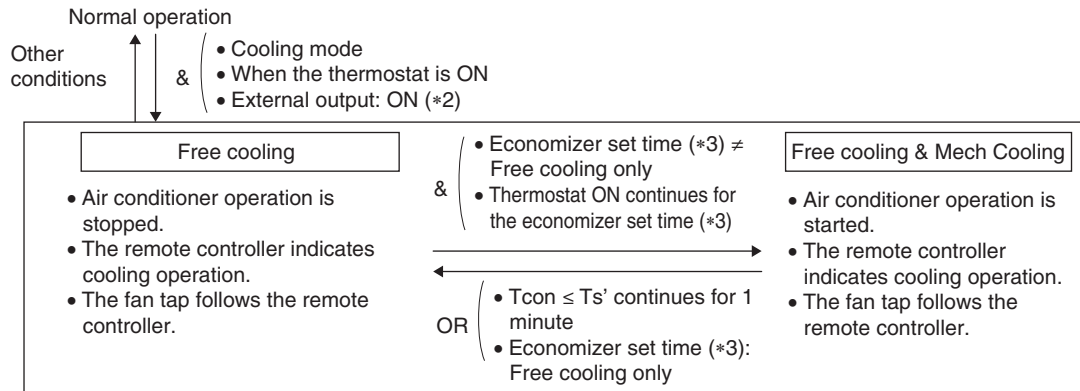 Normal operation
Other
conditions
&
• Cooling mode
• When the thermostat is ON
• External output: ON (*2)
Free cooling
• Air conditioner operation is
stopped.
• The remote controller indicates
cooling operation.
• The fan tap follows the remote
controller.
&
• Economizer set time (*3) ≠
Free cooling only
• Thermostat ON continues for
the economizer set time (*3)
OR
• Tcon ≤ Ts’ continues for 1
minute
• Economizer set time (*3):
Free cooling only
Free cooling & Mech Cooling
• Air conditioner operation is
started.
• The remote controller
indicates cooling operation.
• The fan tap follows the
remote controller.